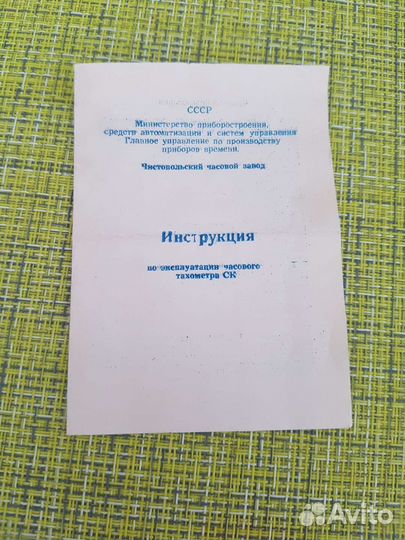 СССР
Министерство приборостроения,
средств автоматизации и систем управления
Главное управление по производству
приборов времени.
Чистопольский часовой завод
Инструкция
по эксплуатации часового
тахометра СК
Avito